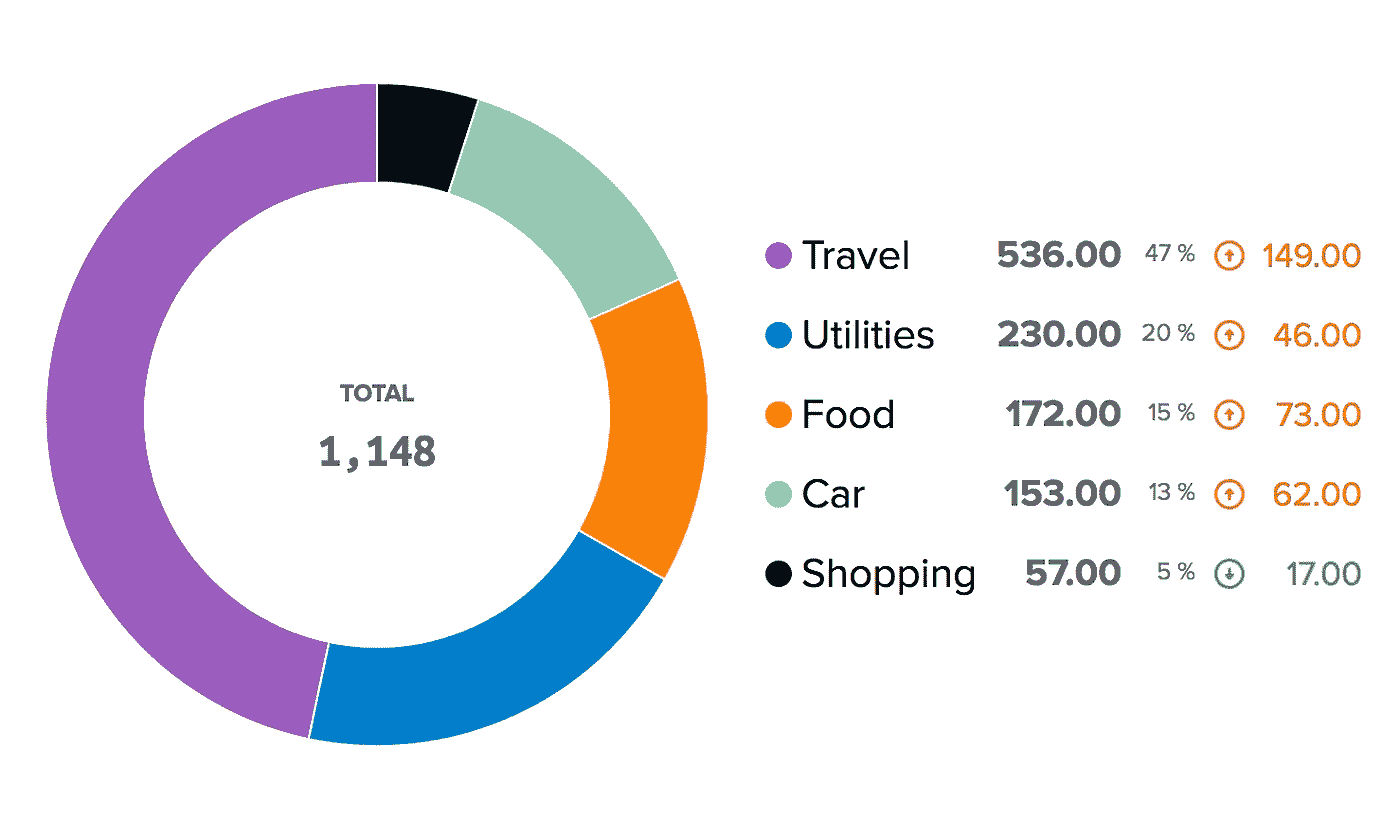 TOTAL
1,148
Travel 536.00 47 % 149.00
Utilities 230.00 20 % 46.00
Food 172.00 15 % 73.00
Car 153.00 13 % 62.00
Shopping 57.00 5 % 17.00